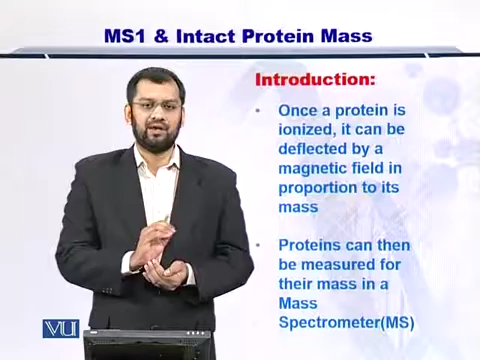 MS1 & Intact Protein Mass
Introduction:
• Once a protein is
ionized, it can be
deflected by a
magnetic field in
proportion to its
mass
• Proteins can then
be measured for
their mass in a
Mass
Spectrometer(MS)
VU